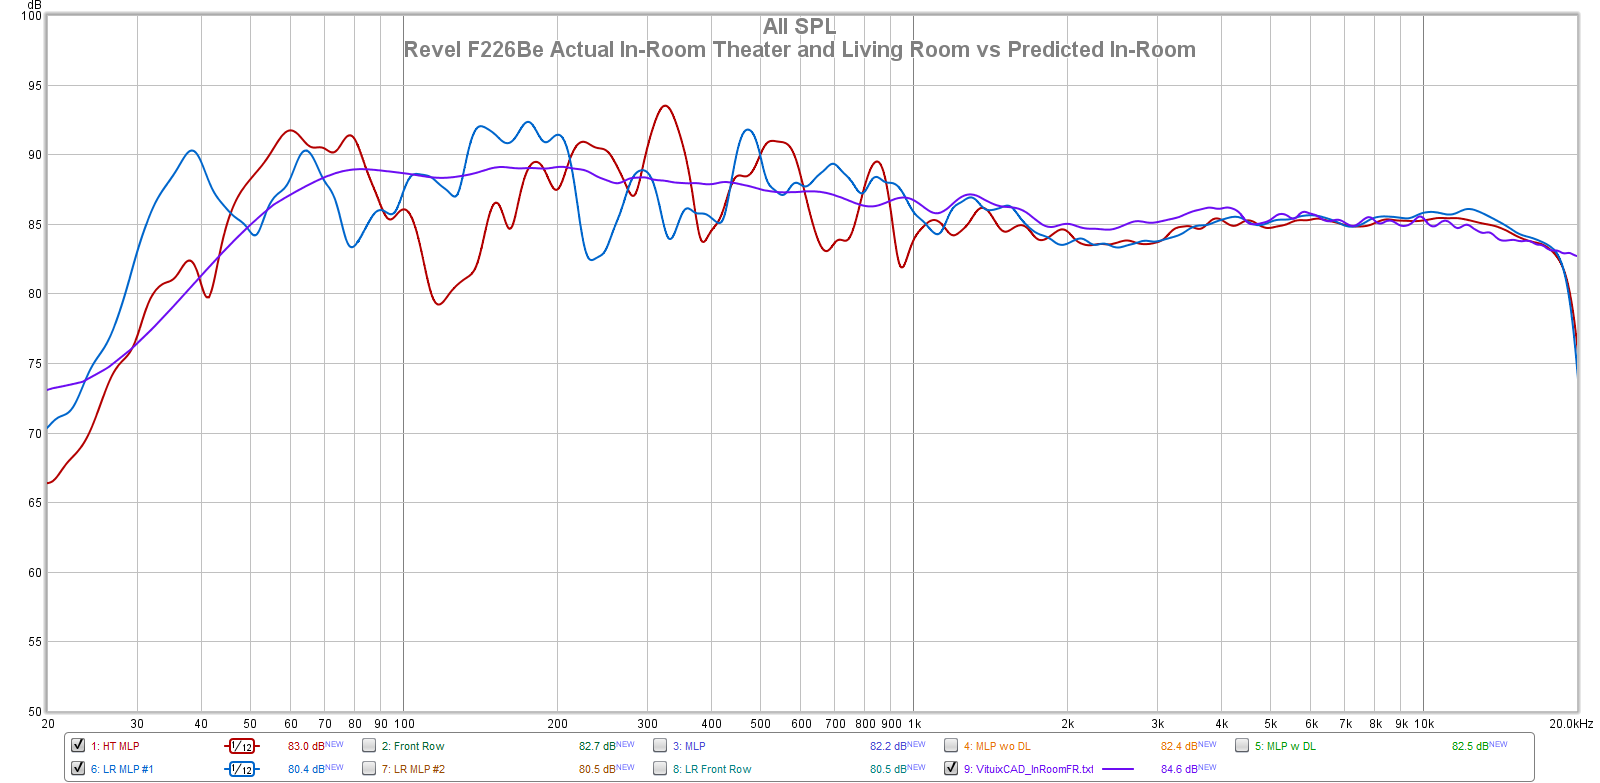 dB
All SPL
Revel F226Be Actual In-Room Theater and Living Room vs Predicted In-Room
100
95
90
85
80
75
70
65
60
55
50
20 30 40 50 60 70 80 90 100 200 300 400 500 600 700 800 900 1k 2k 3k 4k 5k 6k 7k 8k 9k 10k 20.0kHz
1: HT MLP 1/12 83.0 dB NEW 2: Front Row 82.7 dB NEW 3: MLP 82.2 dB NEW 4: MLP wo DL 82.4 dB NEW 5: MLP w DL 82.5 dB NEW
6: LR MLP #1 1/12 80.4 dB NEW 7: LR MLP #2 80.5 dB NEW 8: LR Front Row 80.5 dB NEW 9: VituixCAD_InRoomFR.txt 84.6 dB NEW